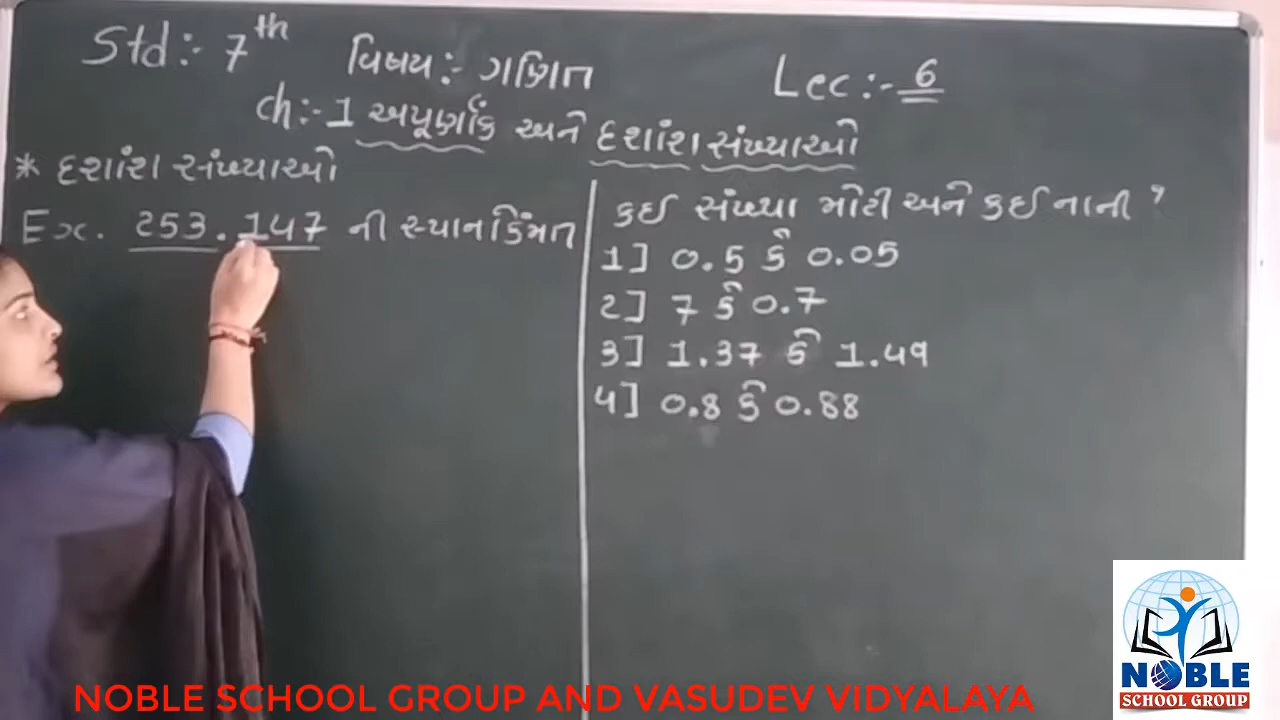 Std:- 7th વિષય:- ગણિત Lec:- 6
ch:- 1 અપૂર્ણાંક અને દશાંશ સંખ્યાઓ
* દશાંશ સંખ્યાઓ
Ex. 253.147 ની સ્થાનકિંમત
કઈ સંખ્યા મોટી અને કઈ નાની ?
1] 0.5 કે 0.05
2] 7 કે 0.7
3] 1.37 કે 1.49
4] 0.8 કે 0.88
NOBLE SCHOOL GROUP AND VASUDEV VIDYALAYA
NOBLE
SCHOOL GROUP